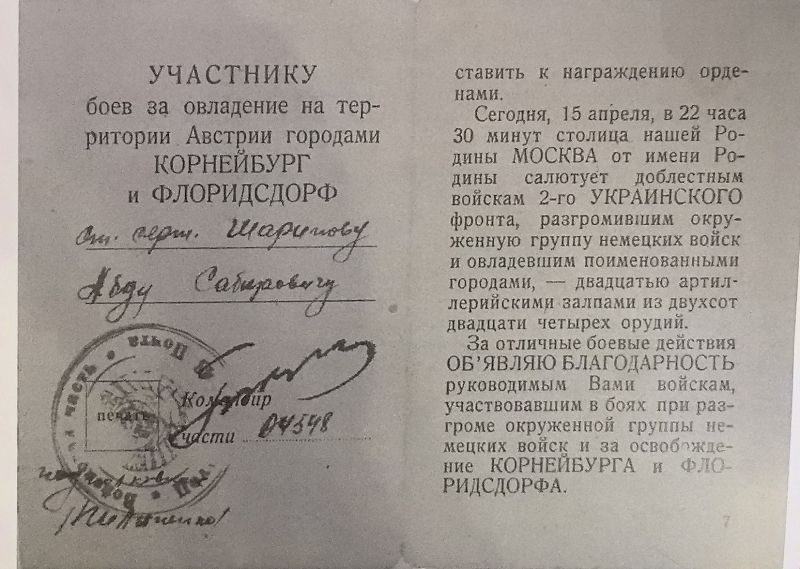 УЧАСТНИКУ
боев за овладение на тер-
ритории Австрии городами
КОРНЕЙБУРГ
и ФЛОРИДСДОРФ
ст. серж. Шарипову
Абду Сабировичу
Командир
печать
части 04548
ставить к награждению орде-
нами.
Сегодня, 15 апреля, в 22 часа
30 минут столица нашей Ро-
дины МОСКВА от имени Ро-
дины салютует доблестным
войскам 2-го УКРАИНСКОГО
фронта, разгромившим окру-
женную группу немецких войск
и овладевшим поименованными
городами, — двадцатью артил-
лерийскими залпами из двухсот
двадцати четырех орудий.
За отличные боевые действия
ОБ’ЯВЛЯЮ БЛАГОДАРНОСТЬ
руководимым Вами войскам,
участвовавшим в боях при раз-
громе окруженной группы не-
мецких войск и за освобожде-
ние КОРНЕЙБУРГА и ФЛО-
РИДСДОРФА.
7